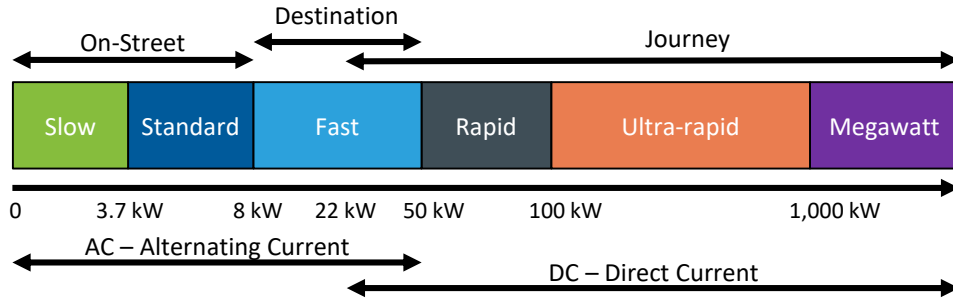 Destination
On-Street
Journey
Slow Standard Fast Rapid Ultra-rapid Megawatt
0 3.7 kW 8 kW 22 kW 50 kW 100 kW 1,000 kW
AC – Alternating Current
DC – Direct Current